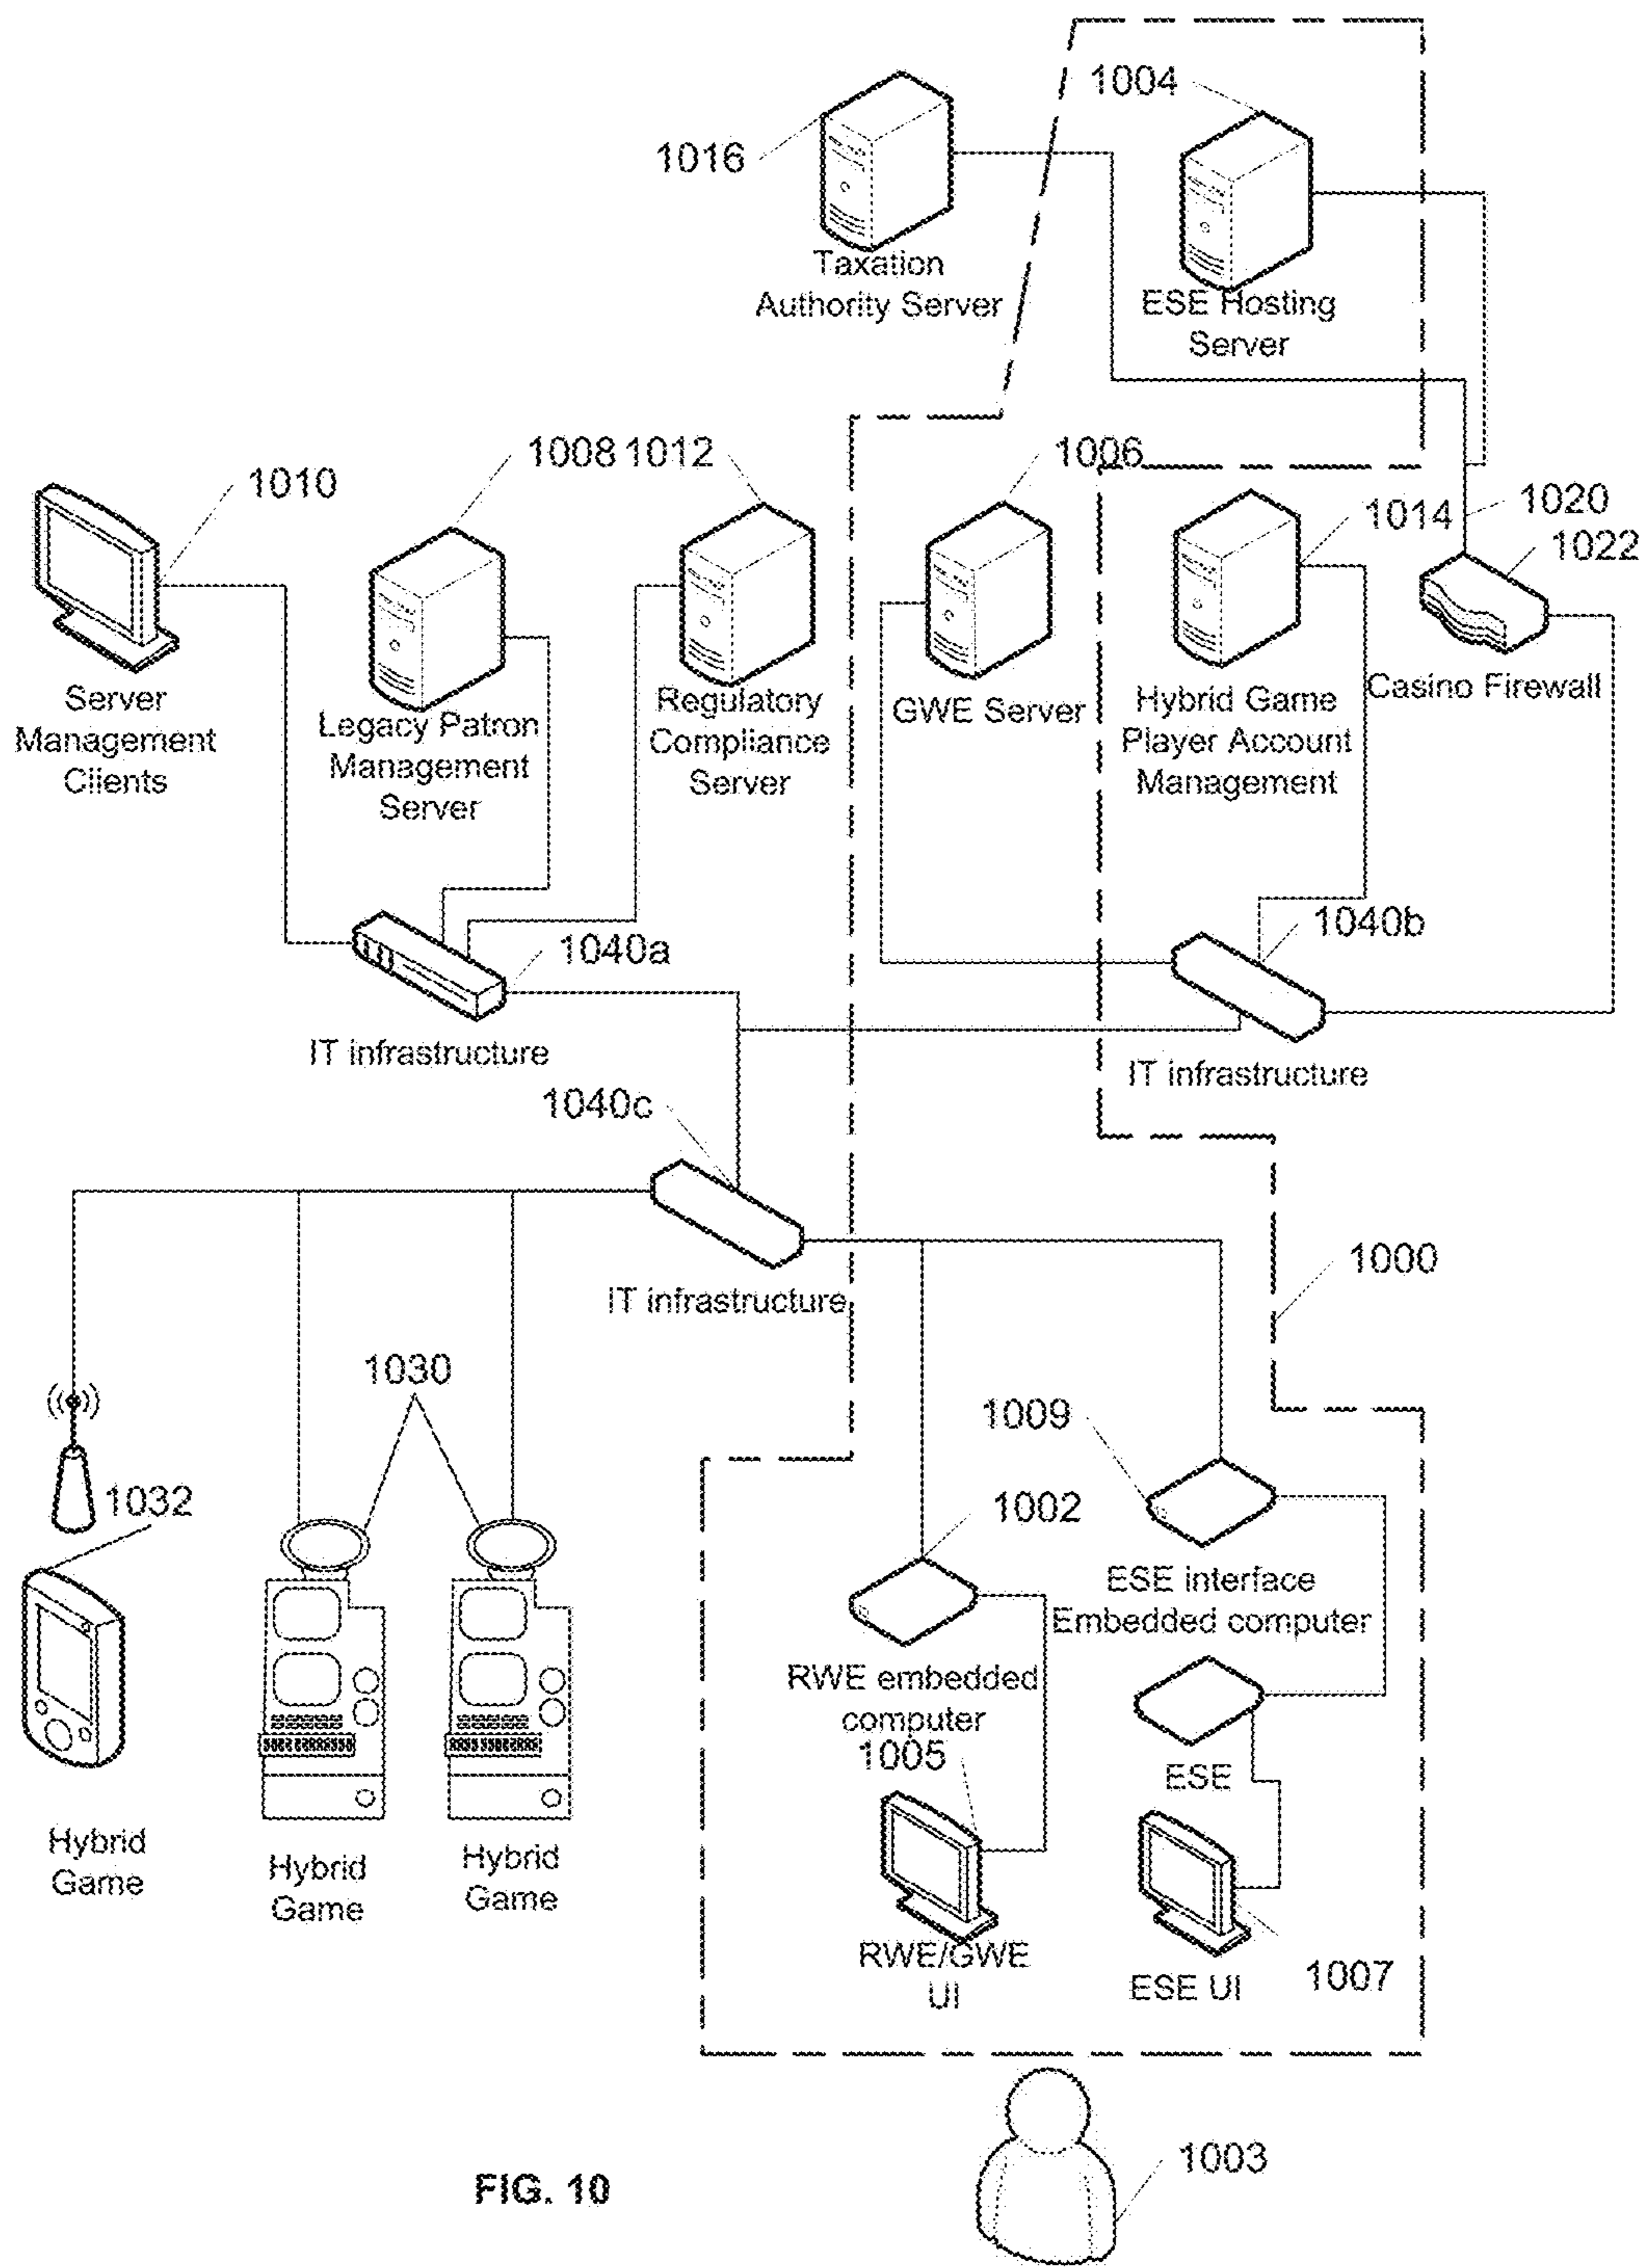 1004
1016
Taxation
Authority Server
ESE Hosting
Server
1008
1012
1006
1010
1014
1020
1022
Server
Management
Clients
Legacy Patron
Management
Server
Regulatory
Compliance
Server
GWE Server
Hybrid Game
Player Account
Management
Casino Firewall
1040a
1040b
IT infrastructure
IT infrastructure
1040c
IT infrastructure
1000
1030
1009
1032
1002
ESE interface
Embedded computer
RWE embedded
computer
1005
ESE
Hybrid
Game
Hybrid
Game
Hybrid
Game
RWE/GWE
UI
ESE UI
1007
1003
FIG. 10